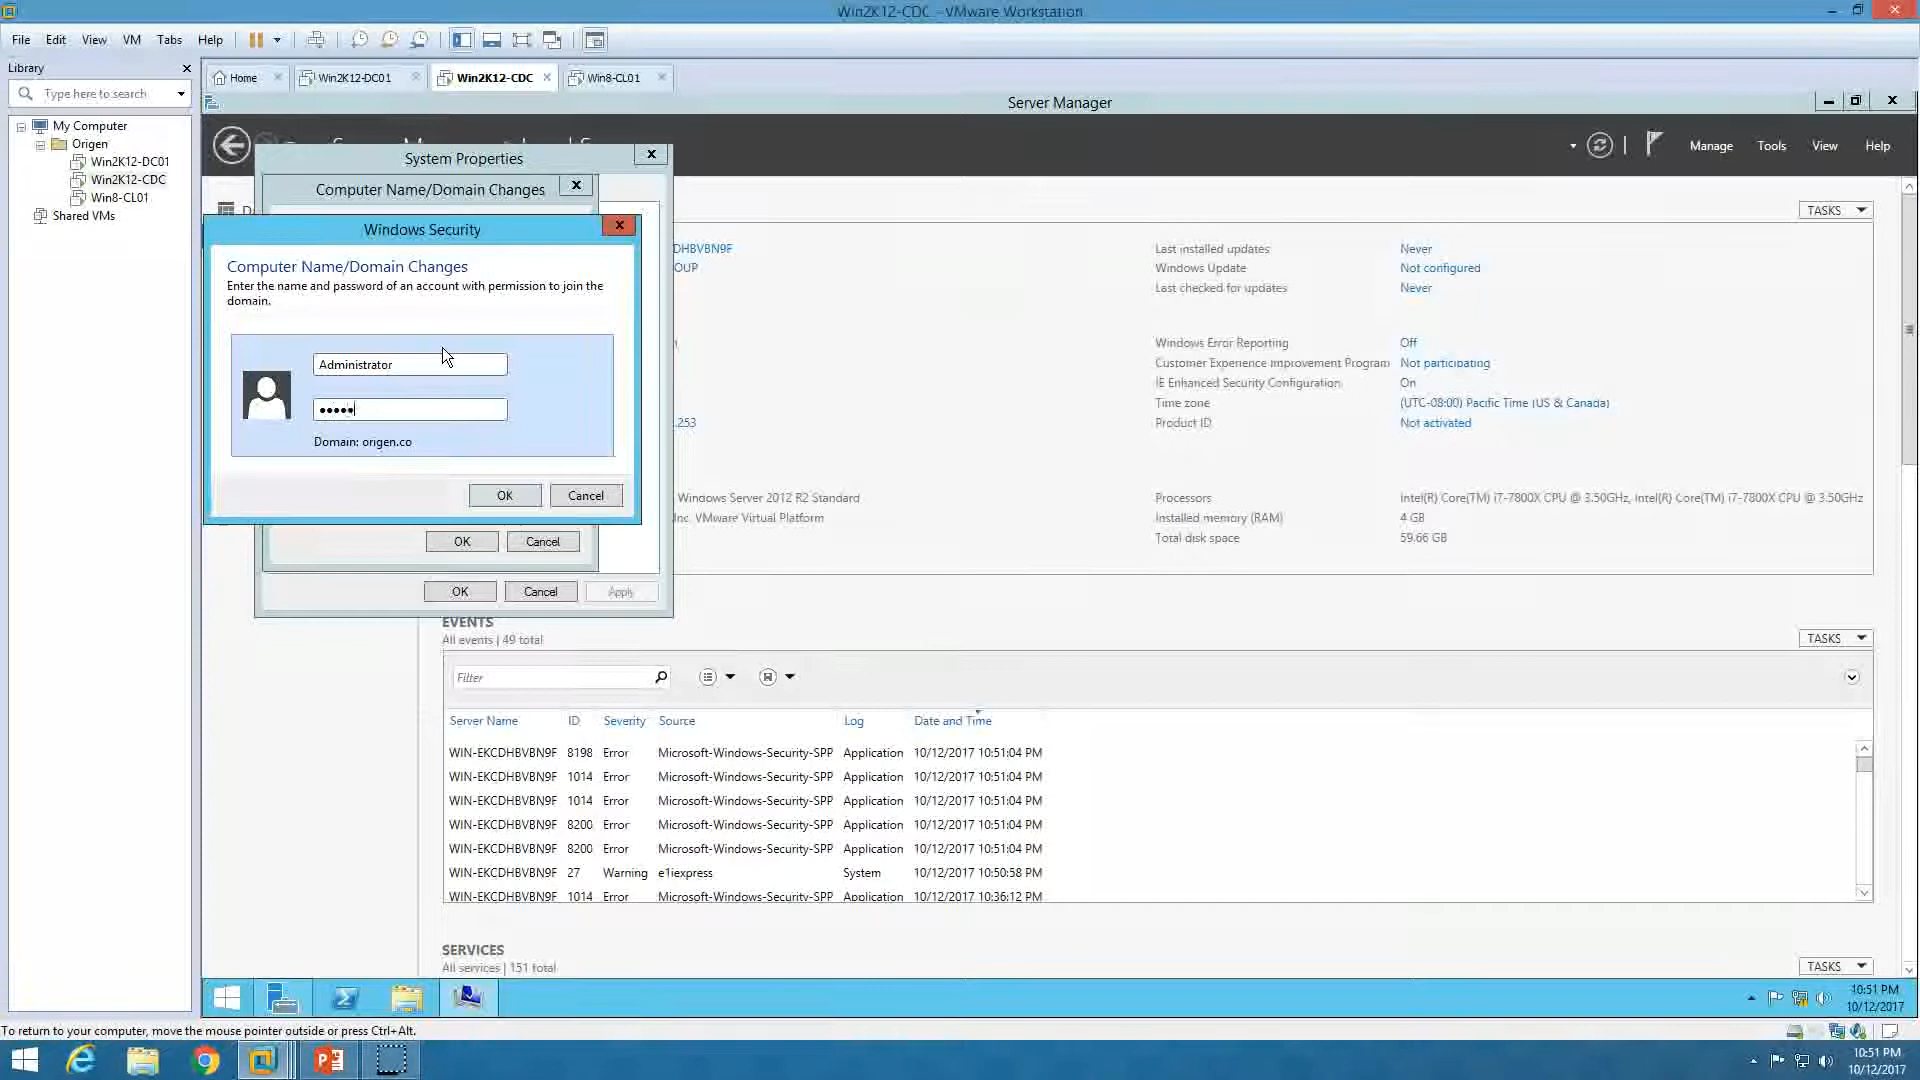 Win2K12-CDC - VMware Workstation
File Edit View VM Tabs Help
Library
Type here to search
My Computer
Origen
Win2K12-DC01
Win2K12-CDC
Win8-CL01
Shared VMs
Home
Win2K12-DC01
Win2K12-CDC
Win8-CL01
Server Manager
Manage Tools View Help
System Properties
Computer Name/Domain Changes
Windows Security
Computer Name/Domain Changes
Enter the name and password of an account with permission to join the
domain.
Administrator
Domain: origen.co
OK Cancel
OK Cancel
OK Cancel Apply
TASKS
DHBVBN9F
OUP
.253
Windows Server 2012 R2 Standard
Inc. VMware Virtual Platform
Last installed updates Never
Windows Update Not configured
Last checked for updates Never
Windows Error Reporting Off
Customer Experience Improvement Program Not participating
IE Enhanced Security Configuration On
Time zone (UTC-08:00) Pacific Time (US & Canada)
Product ID Not activated
Processors Intel(R) Core(TM) i7-7800X CPU @ 3.50GHz, Intel(R) Core(TM) i7-7800X CPU @ 3.50GHz
Installed memory (RAM) 4 GB
Total disk space 59.66 GB
EVENTS
All events | 49 total
TASKS
Filter
Server Name ID Severity Source Log Date and Time
WIN-EKCDHBVBN9F 8198 Error Microsoft-Windows-Security-SPP Application 10/12/2017 10:51:04 PM
WIN-EKCDHBVBN9F 1014 Error Microsoft-Windows-Security-SPP Application 10/12/2017 10:51:04 PM
WIN-EKCDHBVBN9F 1014 Error Microsoft-Windows-Security-SPP Application 10/12/2017 10:51:04 PM
WIN-EKCDHBVBN9F 8200 Error Microsoft-Windows-Security-SPP Application 10/12/2017 10:51:04 PM
WIN-EKCDHBVBN9F 8200 Error Microsoft-Windows-Security-SPP Application 10/12/2017 10:51:04 PM
WIN-EKCDHBVBN9F 27 Warning e1iexpress System 10/12/2017 10:50:58 PM
WIN-EKCDHBVBN9F 1014 Error Microsoft-Windows-Security-SPP Application 10/12/2017 10:36:12 PM
SERVICES
All services | 151 total
TASKS
10:51 PM
10/12/2017
To return to your computer, move the mouse pointer outside or press Ctrl+Alt.
10:51 PM
10/12/2017